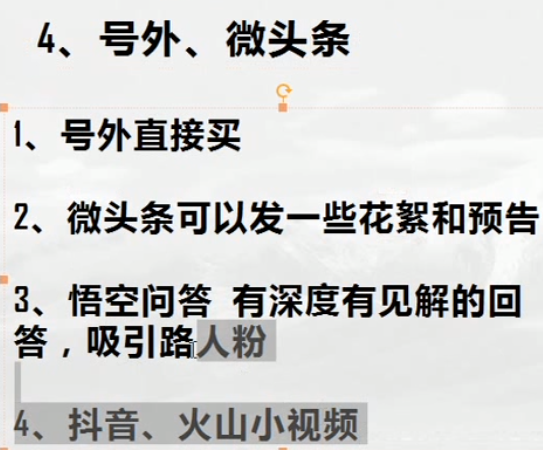 4、号外、微头条
1、号外直接买
2、微头条可以发一些花絮和预告
3、悟空问答 有深度有见解的回
答，吸引路人粉
4、抖音、火山小视频